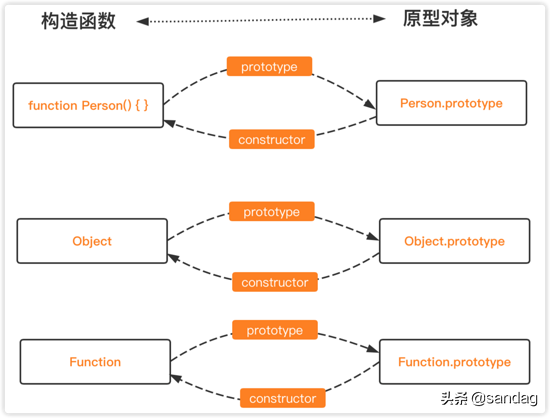 构造函数
原型对象
prototype
function Person() { }
Person.prototype
constructor
prototype
Object
Object.prototype
constructor
prototype
Function
Function.prototype
constructor
头条 @sandag